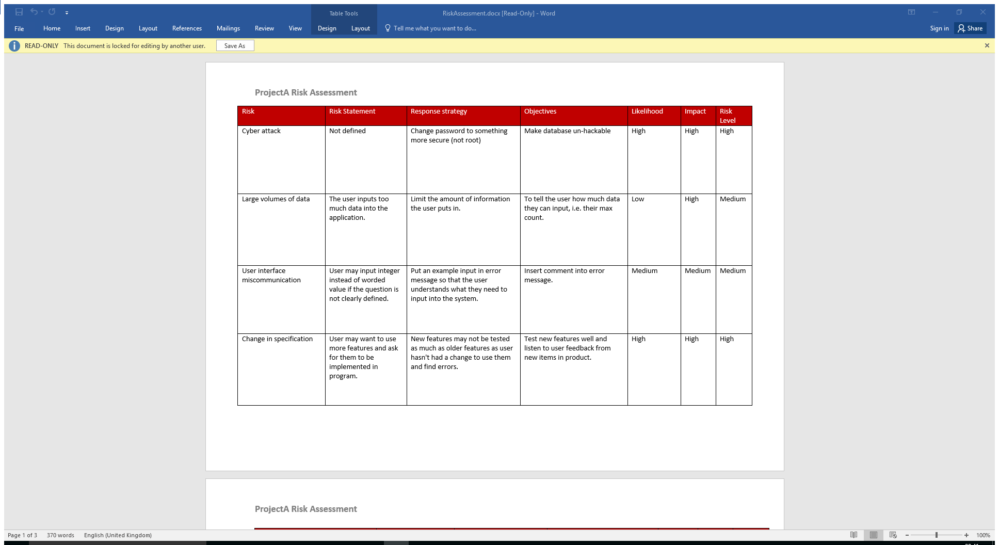 Table Tools
RiskAssessment.docx [Read-Only] - Word
File Home Insert Design Layout References Mailings Review View Design Layout Tell me what you want to do... Sign in Share
READ-ONLY This document is locked for editing by another user. Save As
ProjectA Risk Assessment
Risk
Risk Statement
Response strategy
Objectives
Likelihood
Impact
Risk
Level
Cyber attack
Not defined
Change password to something
more secure (not root)
Make database un-hackable
High
High
High
Large volumes of data
The user inputs too
much data into the
application.
Limit the amount of information
the user puts in.
To tell the user how much data
they can input, i.e. their max
count.
Low
High
Medium
User interface
miscommunication
User may input integer
instead of worded
value if the question is
not clearly defined.
Put an example input in error
message so that the user
understands what they need to
input into the system.
Insert comment into error
message.
Medium
Medium
Medium
Change in specification
User may want to use
more features and ask
for them to be
implemented in
program.
New features may not be tested
as much as older features as user
hasn't had a change to use them
and find errors.
Test new features well and
listen to user feedback from
new items in product.
High
High
High
ProjectA Risk Assessment
Page 1 of 3 370 words English (United Kingdom) 100%